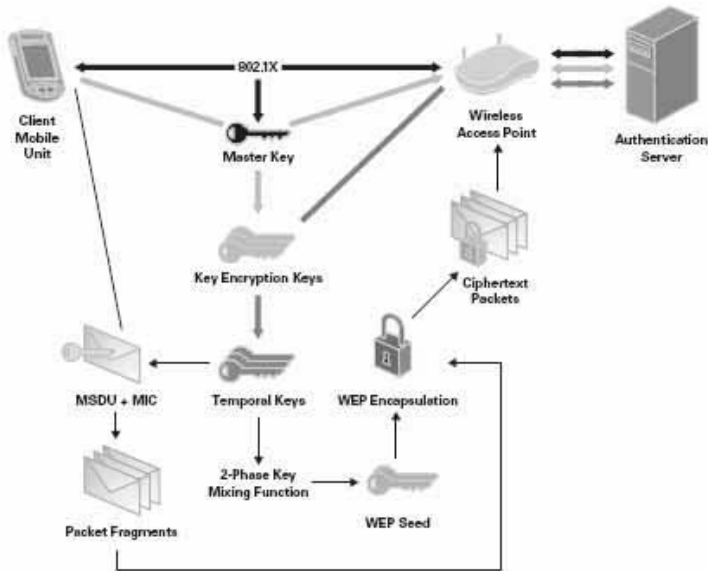 802.1X
Client
Mobile
Unit
Wireless
Access Point
Authentication
Server
Master Key
Key Encryption Keys
Ciphertext
Packets
MSDU + MIC
Temporal Keys
WEP Encapsulation
2-Phase Key
Mixing Function
WEP Seed
Packet Fragments